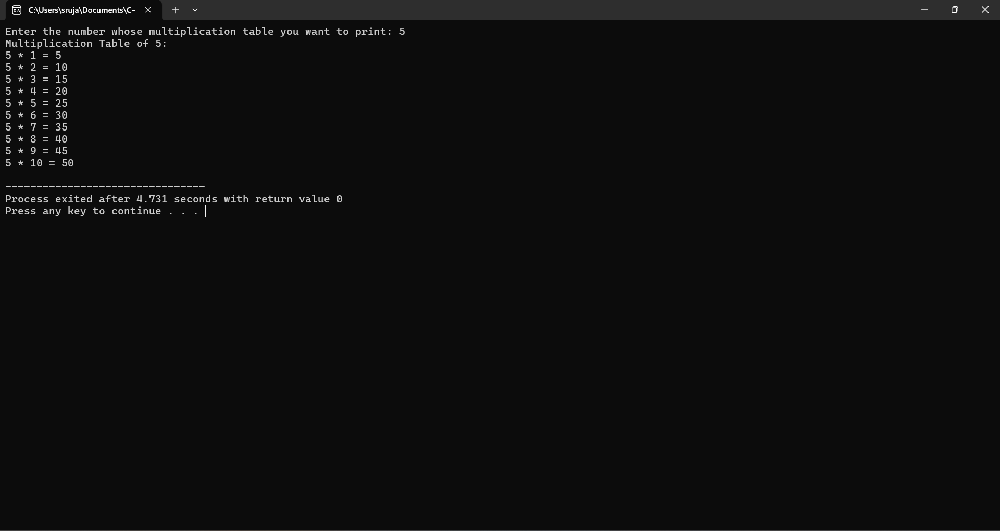 C:\Users\sruja\Documents\C+
Enter the number whose multiplication table you want to print: 5
Multiplication Table of 5:
5 * 1 = 5
5 * 2 = 10
5 * 3 = 15
5 * 4 = 20
5 * 5 = 25
5 * 6 = 30
5 * 7 = 35
5 * 8 = 40
5 * 9 = 45
5 * 10 = 50
--------------------------------
Process exited after 4.731 seconds with return value 0
Press any key to continue . . .